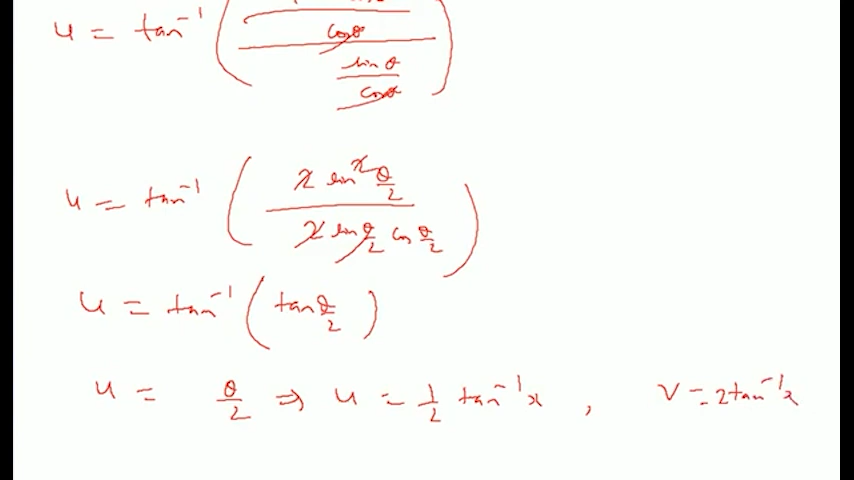 u = tan⁻¹ ( cosθ / (sinθ / cosθ) )
u = tan⁻¹ ( 2 sin² θ/2 / 2 sin θ/2 cos θ/2 )
u = tan⁻¹ ( tan θ/2 )
u = θ/2 ⇒ u = 1/2 tan⁻¹x , V = 2tan⁻¹x